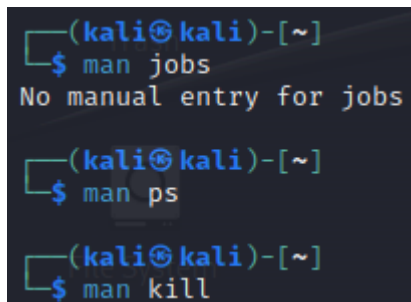 ┌──(kali㉿kali)-[~]
└─$ man jobs
No manual entry for jobs
┌──(kali㉿kali)-[~]
└─$ man ps
┌──(kali㉿kali)-[~]
└─$ man kill